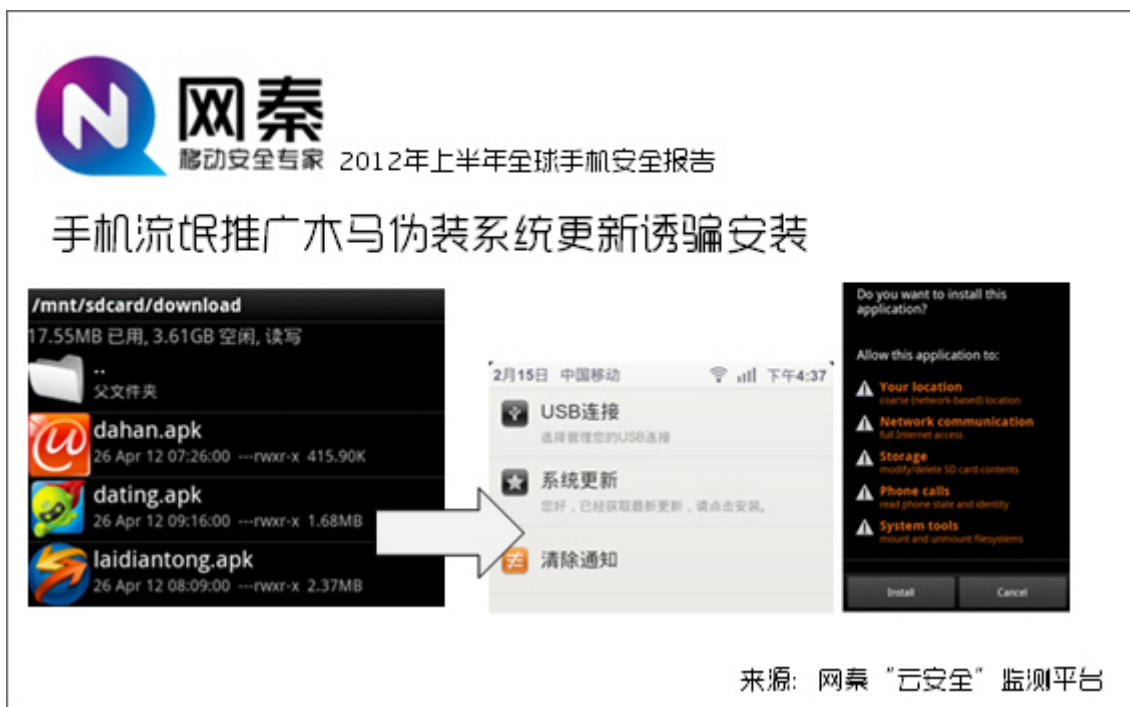 网秦
移动安全专家
2012年上半年全球手机安全报告
手机流氓推广木马伪装系统更新诱骗安装
/mnt/sdcard/download
17.55MB 已用, 3.61GB 空闲, 读写
..
父文件夹
dahan.apk
26 Apr 12 07:26:00 ---rwxr-x 415.90K
dating.apk
26 Apr 12 09:16:00 ---rwxr-x 1.68MB
laidiantong.apk
26 Apr 12 08:09:00 ---rwxr-x 2.37MB
2月15日 中国移动 下午4:37
USB连接
选择管理您的USB连接
系统更新
您好，已经获取最新更新，请点击安装。
清除通知
Do you want to install this
application?
Allow this application to:
Your location
coarse (network-based) location
Network communication
full Internet access
Storage
modify/delete SD card contents
Phone calls
read phone state and identity
System tools
mount and unmount filesystems
Install Cancel
来源: 网秦“云安全”监测平台